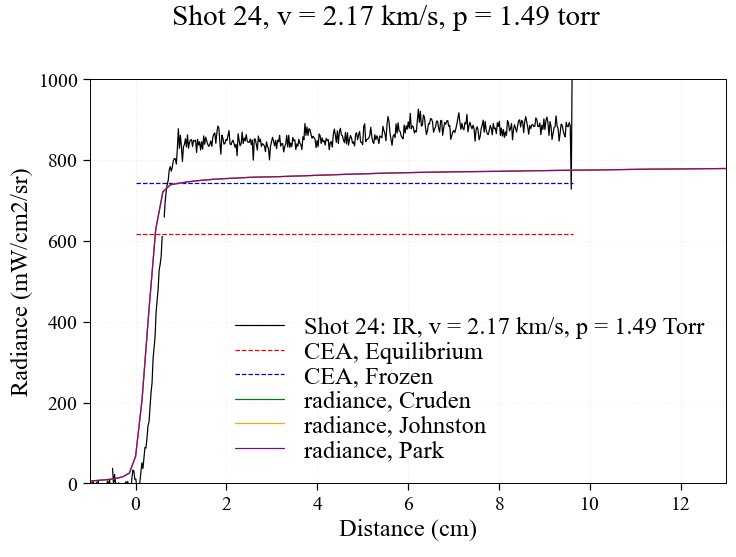 Shot 24, v = 2.17 km/s, p = 1.49 torr
1000
800
600
400
200
0
Radiance (mW/cm2/sr)
Shot 24: IR, v = 2.17 km/s, p = 1.49 Torr
CEA, Equilibrium
CEA, Frozen
radiance, Cruden
radiance, Johnston
radiance, Park
0 2 4 6 8 10 12
Distance (cm)